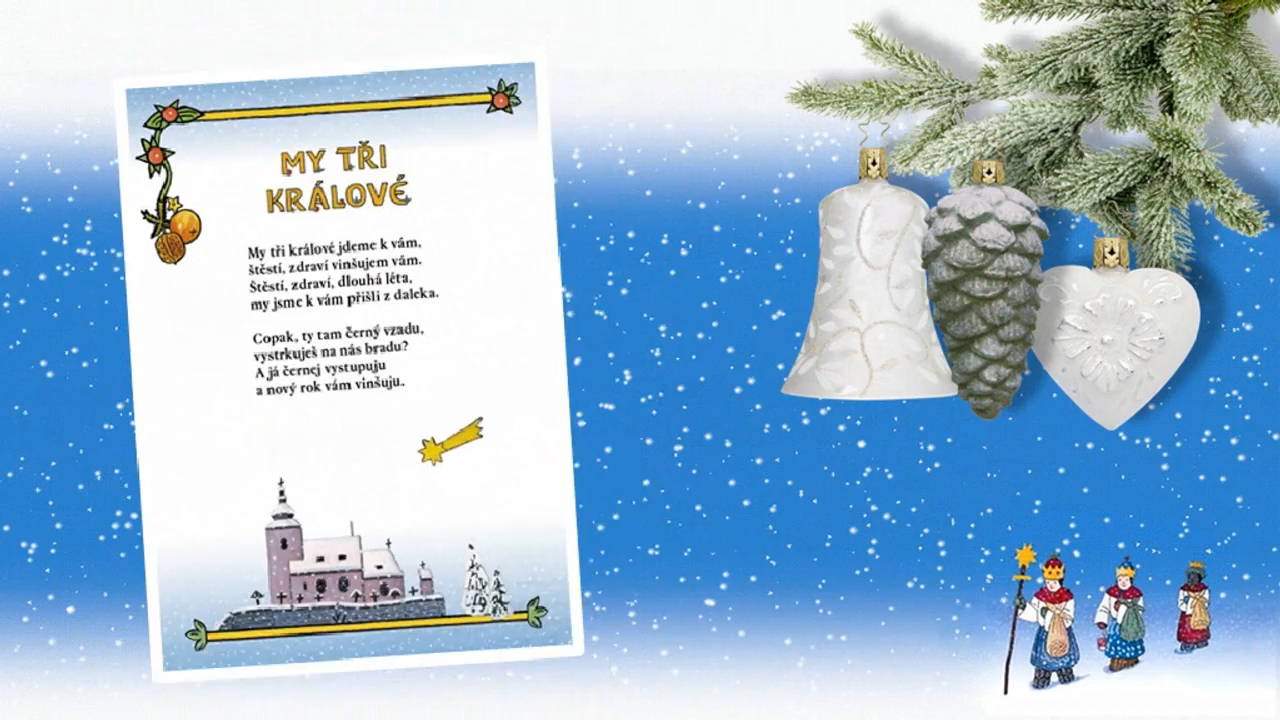 MY TŘI
KRÁLOVÉ
My tři králové jdeme k vám,
štěstí, zdraví vinšujem vám.
Štěstí, zdraví, dlouhá léta,
my jsme k vám přišli z daleka.
Copak, ty tam černý vzadu,
vystrkuješ na nás bradu?
A já černej vystupuju
a nový rok vám vinšuju.